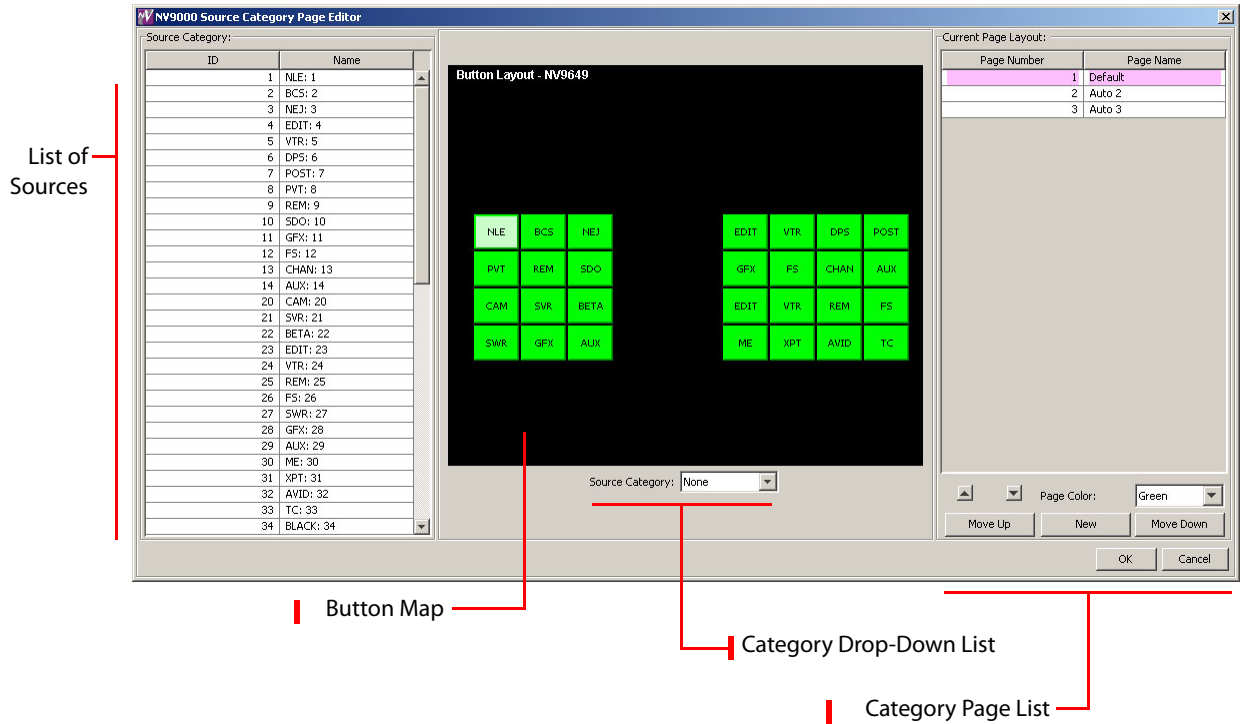 NV9000 Source Category Page Editor
Source Category:
ID Name
1 NLE: 1
2 BCS: 2
3 NEJ: 3
4 EDIT: 4
5 VTR: 5
6 DPS: 6
7 POST: 7
8 PVT: 8
9 REM: 9
10 SDO: 10
11 GFX: 11
12 FS: 12
13 CHAN: 13
14 AUX: 14
20 CAM: 20
21 SVR: 21
22 BETA: 22
23 EDIT: 23
24 VTR: 24
25 REM: 25
26 FS: 26
27 SWR: 27
28 GFX: 28
29 AUX: 29
30 ME: 30
31 XPT: 31
32 AVID: 32
33 TC: 33
34 BLACK: 34
Button Layout - NV9649
NLE BCS NEJ EDIT VTR DPS POST
PVT REM SDO GFX FS CHAN AUX
CAM SVR BETA EDIT VTR REM FS
SWR GFX AUX ME XPT AVID TC
Source Category: None
Current Page Layout:
Page Number Page Name
1 Default
2 Auto 2
3 Auto 3
Page Color: Green
Move Up New Move Down
OK Cancel
List of
Sources
Button Map
Category Drop-Down List
Category Page List